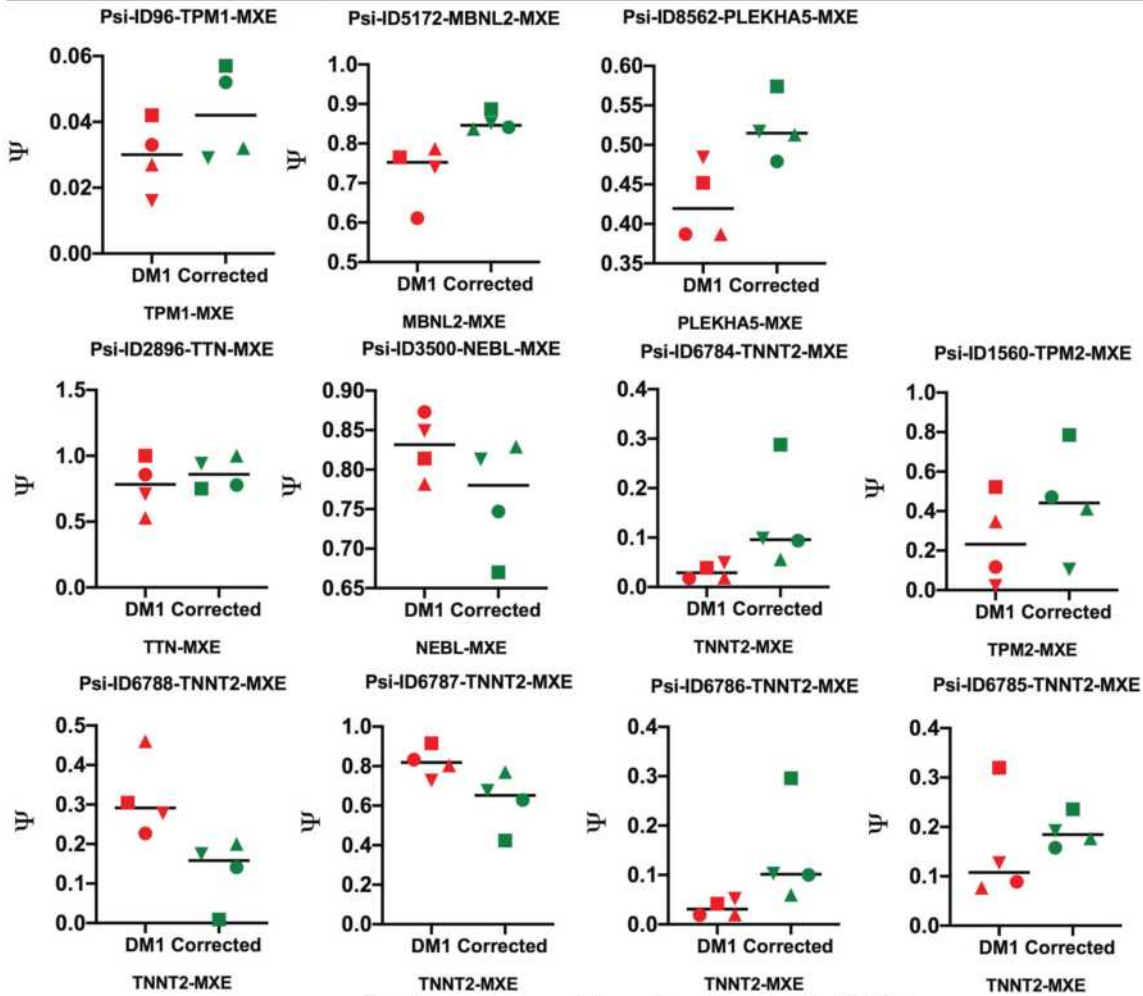 Psi-ID96-TPM1-MXE
Ψ
0.06
0.04
0.02
0.00
DM1 Corrected
TPM1-MXE
Psi-ID5172-MBNL2-MXE
Ψ
1.0
0.9
0.8
0.7
0.6
0.5
DM1 Corrected
MBNL2-MXE
Psi-ID8562-PLEKHA5-MXE
0.60
0.55
0.50
0.45
0.40
0.35
DM1 Corrected
PLEKHA5-MXE
Psi-ID2896-TTN-MXE
Ψ
1.5
1.0
0.5
0.0
DM1 Corrected
TTN-MXE
Psi-ID3500-NEBL-MXE
Ψ
0.90
0.85
0.80
0.75
0.70
0.65
DM1 Corrected
NEBL-MXE
Psi-ID6784-TNNT2-MXE
Ψ
0.4
0.3
0.2
0.1
0.0
DM1 Corrected
TNNT2-MXE
Psi-ID1560-TPM2-MXE
Ψ
1.0
0.8
0.6
0.4
0.2
0.0
DM1 Corrected
TPM2-MXE
Psi-ID6788-TNNT2-MXE
Ψ
0.5
0.4
0.3
0.2
0.1
0.0
DM1 Corrected
TNNT2-MXE
Psi-ID6787-TNNT2-MXE
Ψ
1.0
0.8
0.6
0.4
0.2
0.0
DM1 Corrected
TNNT2-MXE
Psi-ID6786-TNNT2-MXE
Ψ
0.4
0.3
0.2
0.1
0.0
DM1 Corrected
TNNT2-MXE
Psi-ID6785-TNNT2-MXE
Ψ
0.4
0.3
0.2
0.1
0.0
DM1 Corrected
TNNT2-MXE